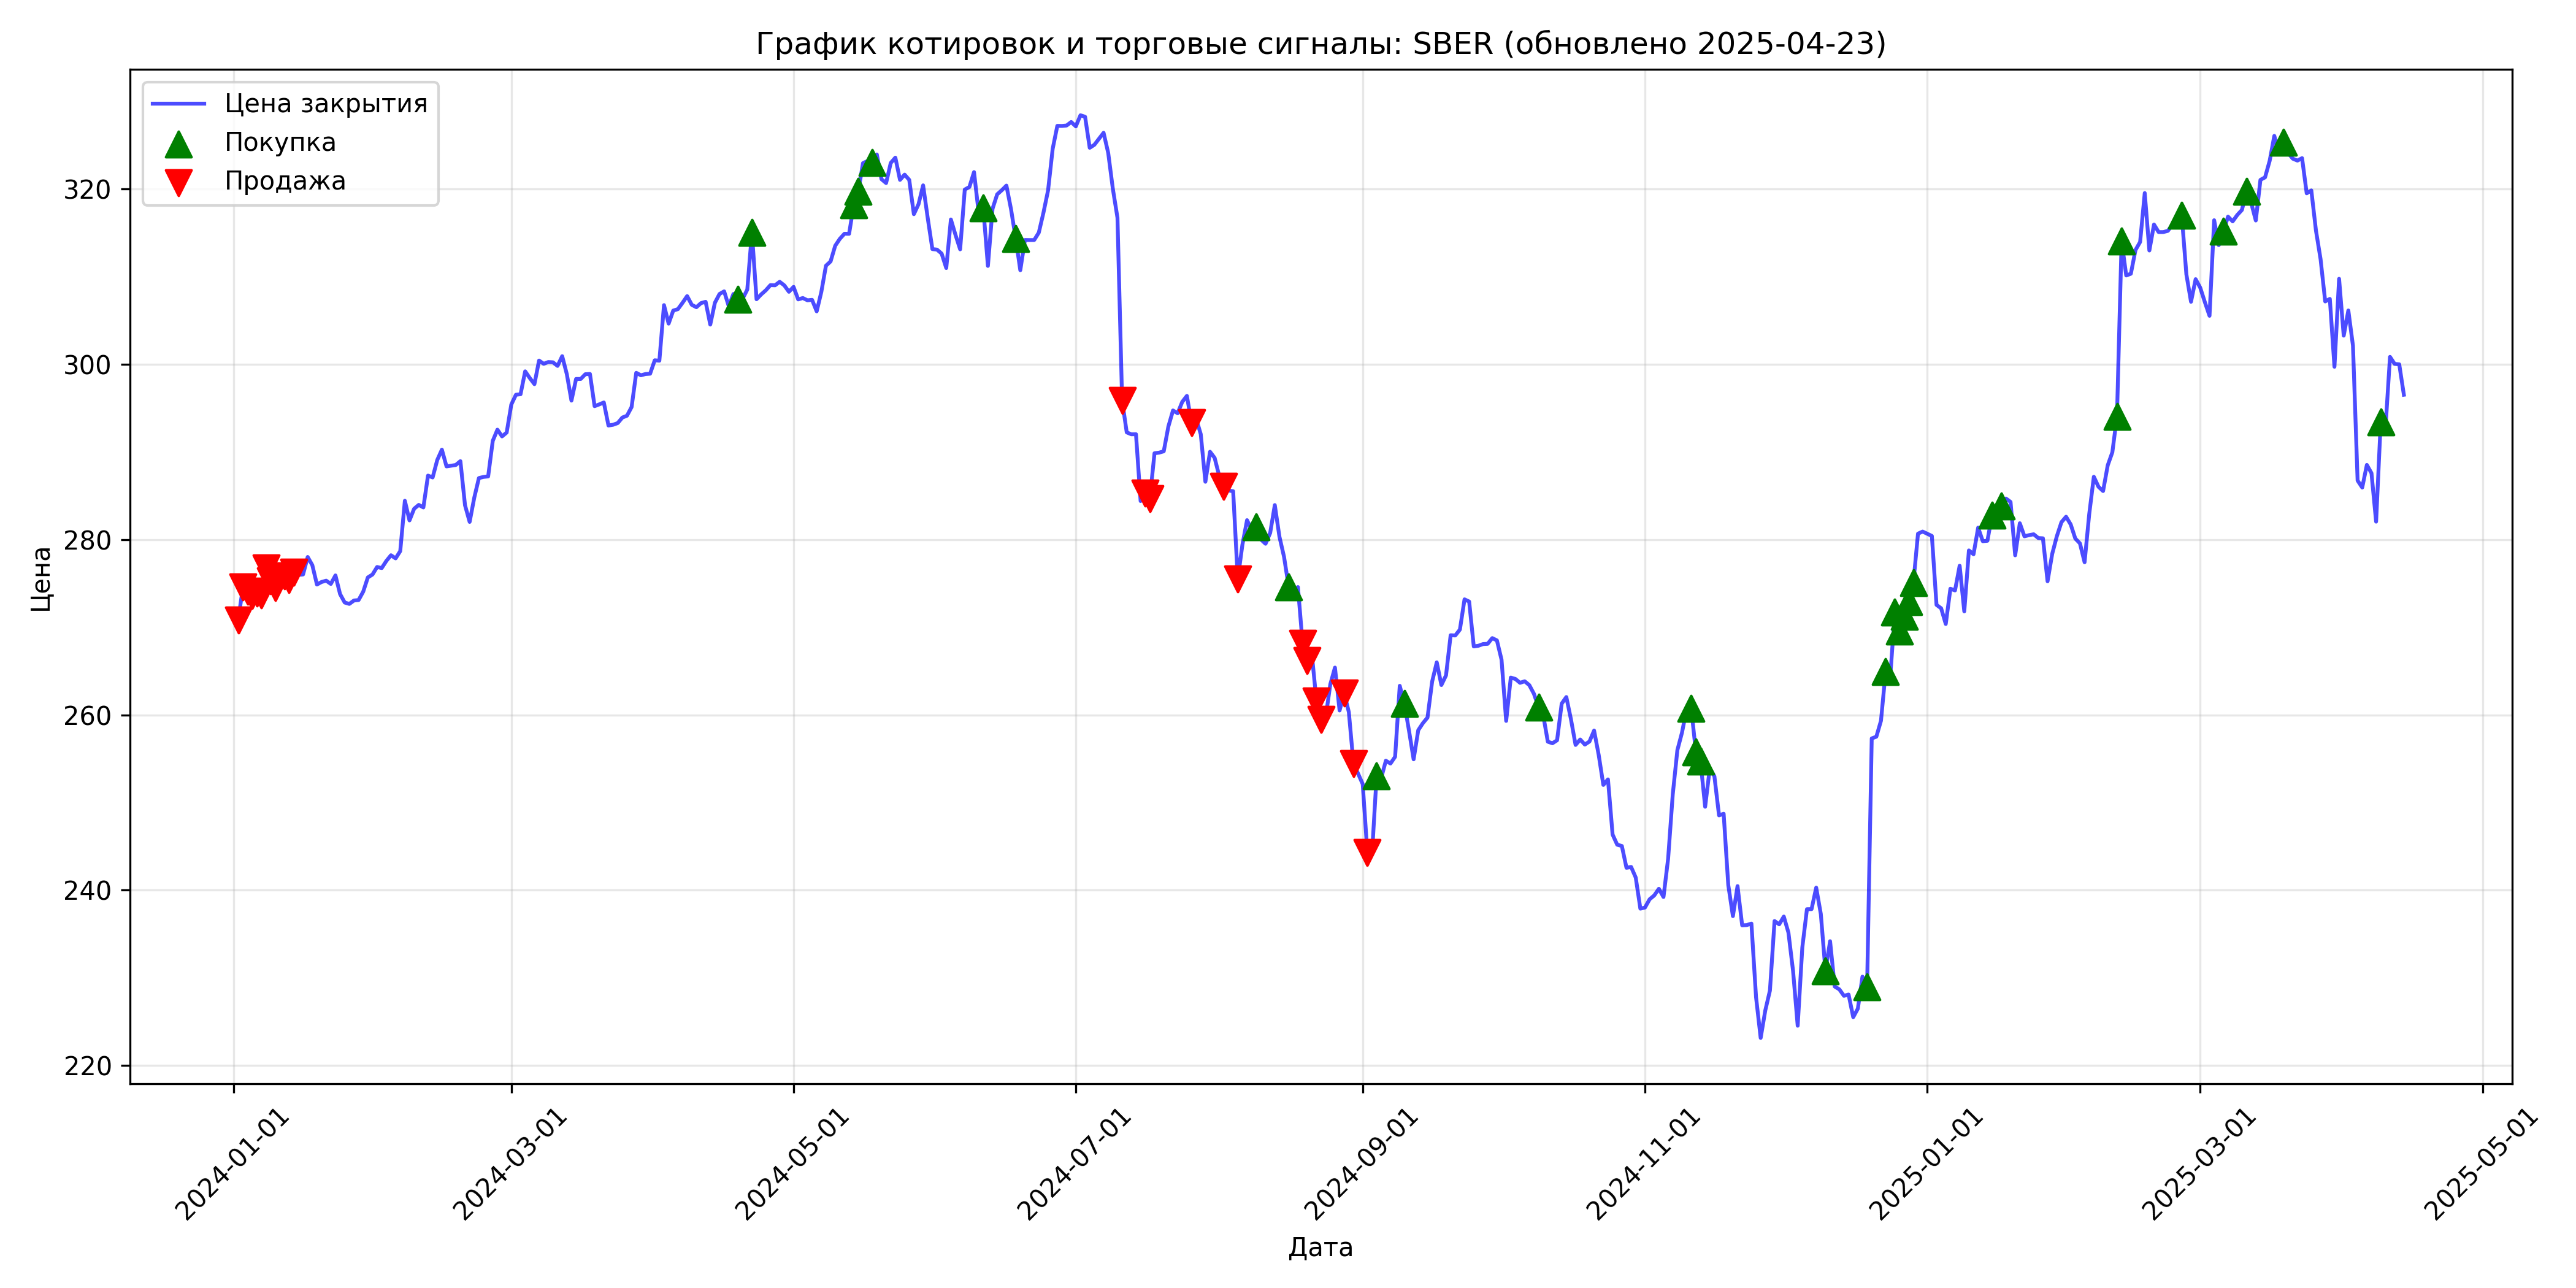 График котировок и торговые сигналы: SBER (обновлено 2025-04-23)
Цена закрытия
Покупка
Продажа
320
300
280
260
240
220
Цена
2024-01-01
2024-03-01
2024-05-01
2024-07-01
2024-09-01
2024-11-01
2025-01-01
2025-03-01
2025-05-01
Дата